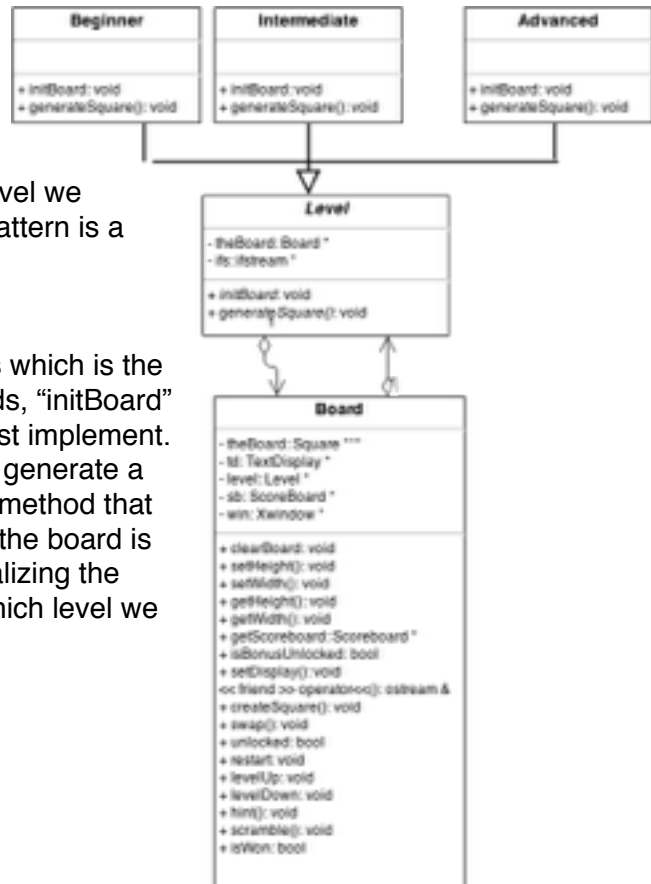 Beginner
+ initBoard: void
+ generateSquare(): void
Intermediate
+ initBoard: void
+ generateSquare(): void
Advanced
+ initBoard: void
+ generateSquare(): void
vel we
attern is a
Level
- theBoard: Board *
- ifs: ifstream *
+ initBoard: void
+ generateSquare(): void
s which is the
ds, “initBoard”
st implement.
generate a
method that
the board is
alizing the
hich level we
Board
- theBoard: Square ***
- td: TextDisplay *
- level: Level *
- sb: ScoreBoard *
- win: Xwindow *
+ clearBoard: void
+ setHeight(): void
+ setWidth(): void
+ getHeight(): void
+ getWidth(): void
+ getScoreboard: Scoreboard *
+ isBonusUnlocked: bool
+ setDisplay(): void
<< friend >> operator<<(): ostream &
+ createSquare(): void
+ swap(): void
+ unlocked: bool
+ restart: void
+ levelUp: void
+ levelDown: void
+ hint(): void
+ scramble(): void
+ isWon: bool